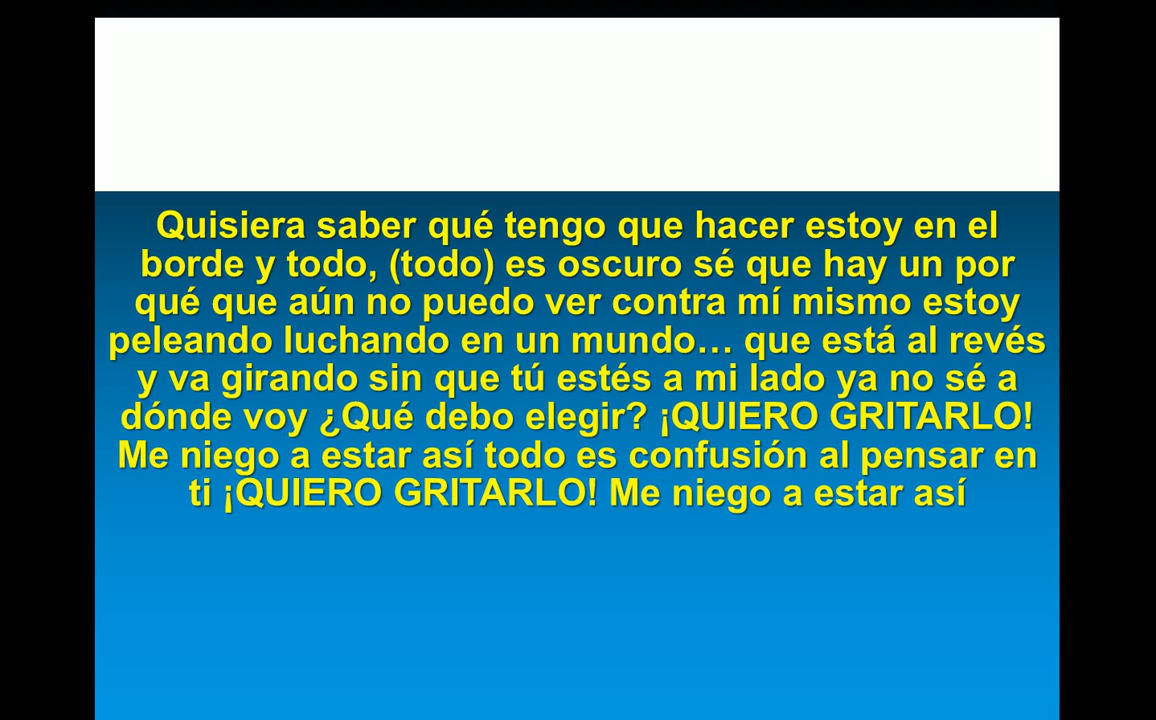 Quisiera saber qué tengo que hacer estoy en el
borde y todo, (todo) es oscuro sé que hay un por
qué que aún no puedo ver contra mí mismo estoy
peleando luchando en un mundo… que está al revés
y va girando sin que tú estés a mi lado ya no sé a
dónde voy ¿Qué debo elegir? ¡QUIERO GRITARLO!
Me niego a estar así todo es confusión al pensar en
ti ¡QUIERO GRITARLO! Me niego a estar así